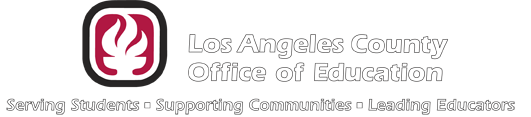 Los Angeles County
Office of Education
Serving Students ▪ Supporting Communities ▪ Leading Educators